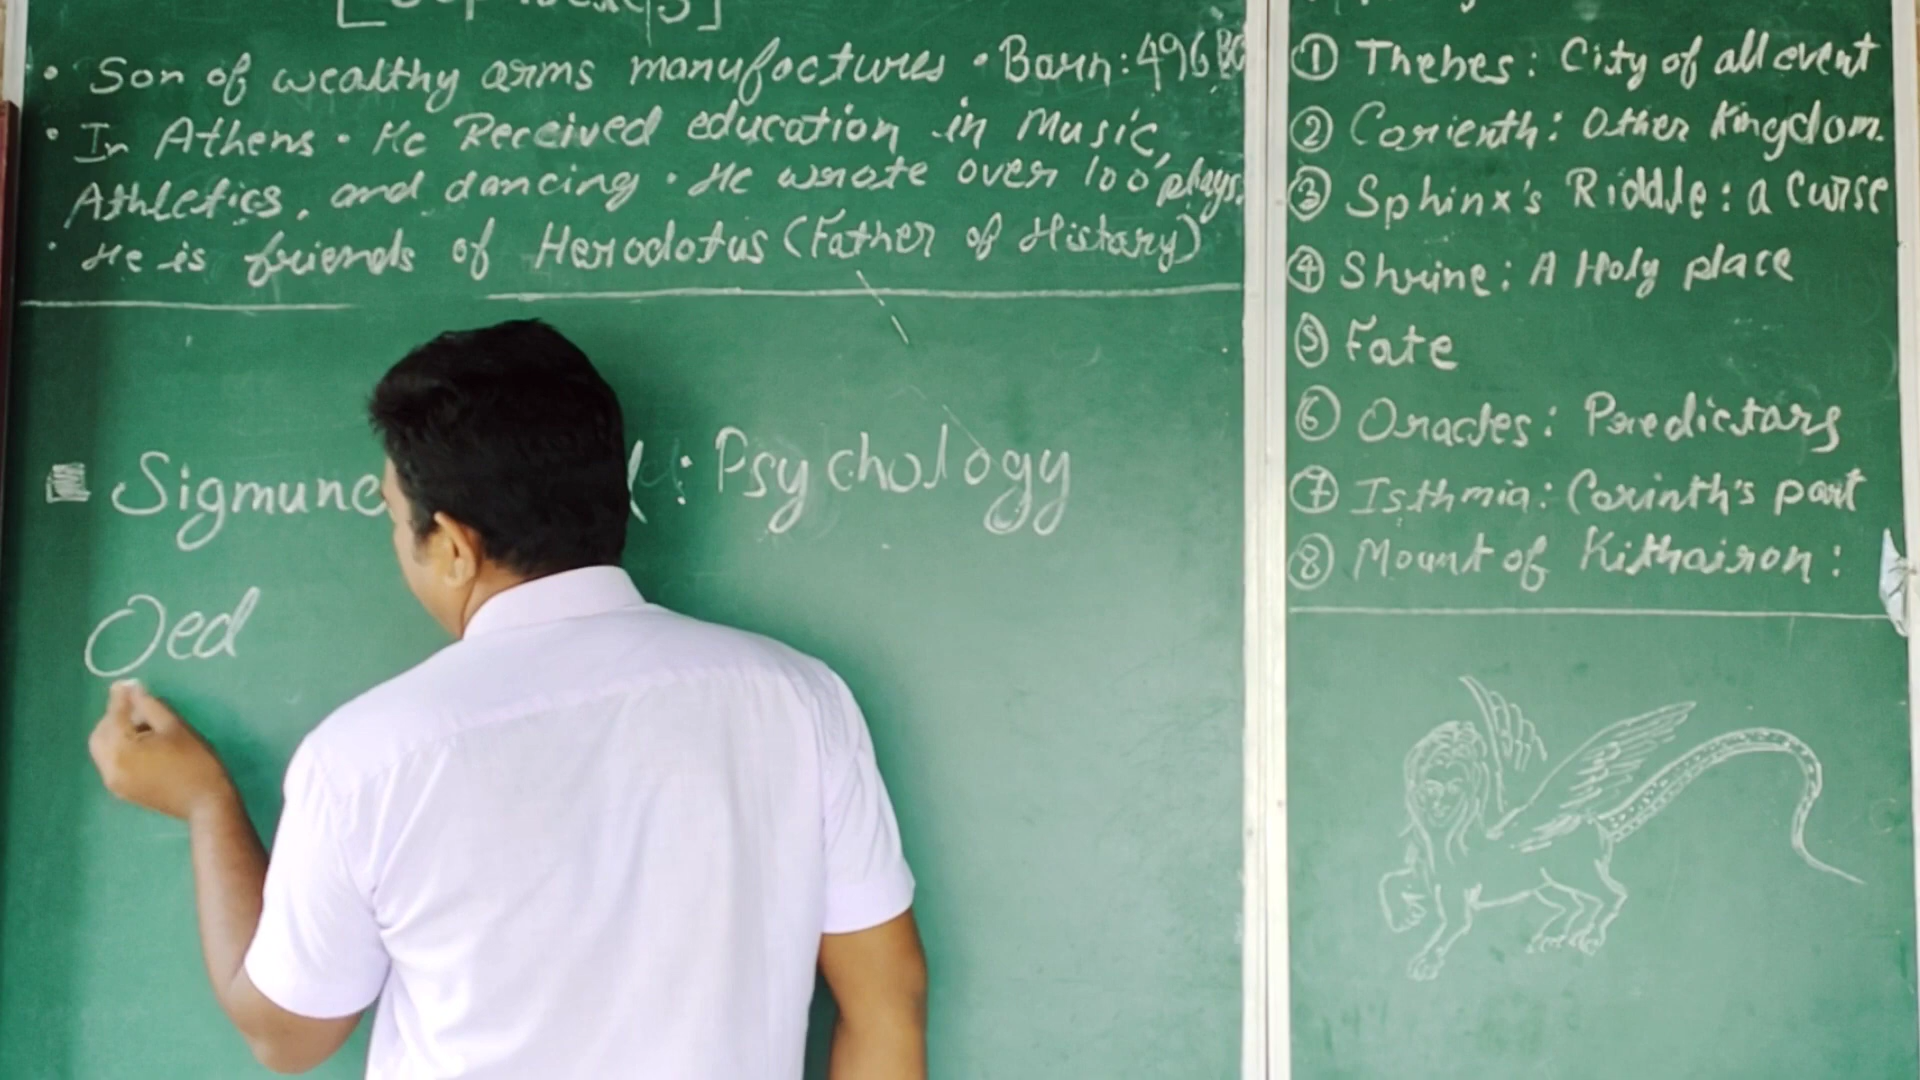 • Son of wealthy arms manufactures • Born: 496 BC
• In Athens. He Received education in Music,
Athletics, and dancing. He wrote over 100 plays.
• He is friends of Herodotus (Father of History)
Sigmund : Psychology
Oed
① Thebes: City of all event
② Corienth: Other Kingdom.
③ Sphinx's Riddle: a Curse
④ Shrine: A Holy place
⑤ Fate
⑥ Oracles: Predictors
⑦ Isthmia: Corinth's part
⑧ Mount of Kithairon: